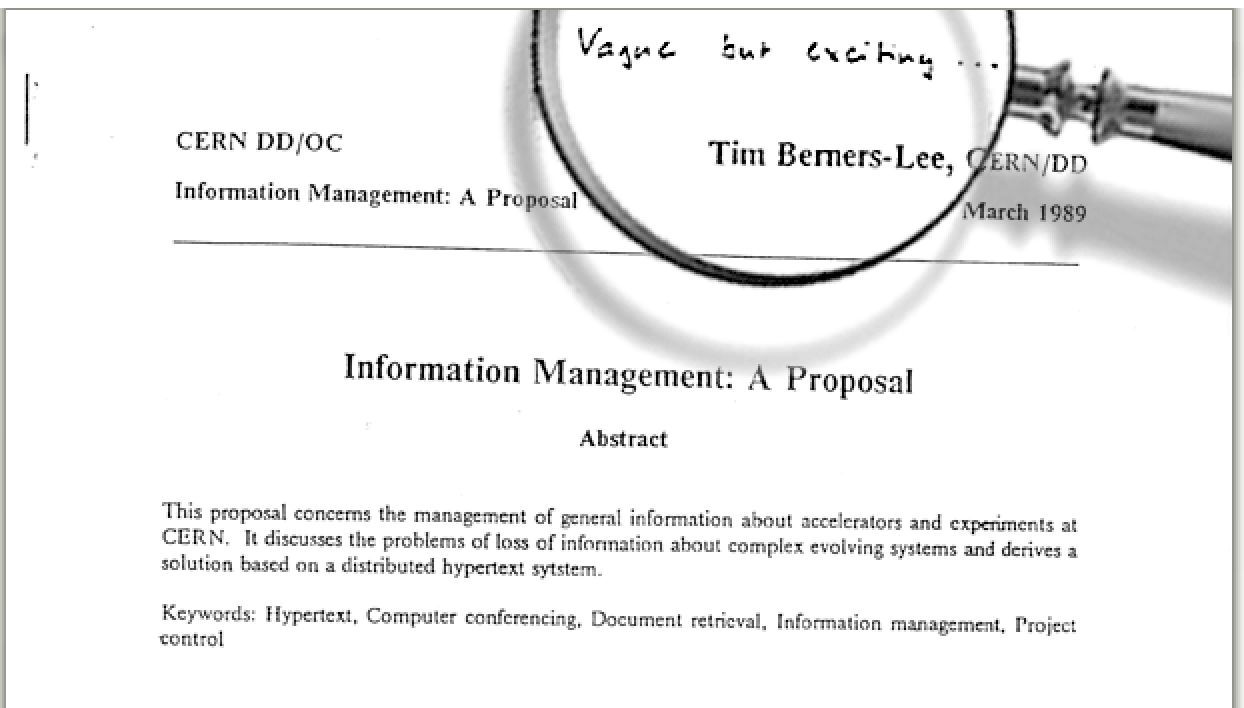 Vague but exciting ...
CERN DD/OC
Tim Berners-Lee, CERN/DD
Information Management: A Proposal
March 1989
Information Management: A Proposal
Abstract
This proposal concerns the management of general information about accelerators and experiments at
CERN. It discusses the problems of loss of information about complex evolving systems and derives a
solution based on a distributed hypertext sytstem.
Keywords: Hypertext, Computer conferencing, Document retrieval, Information management, Project
control